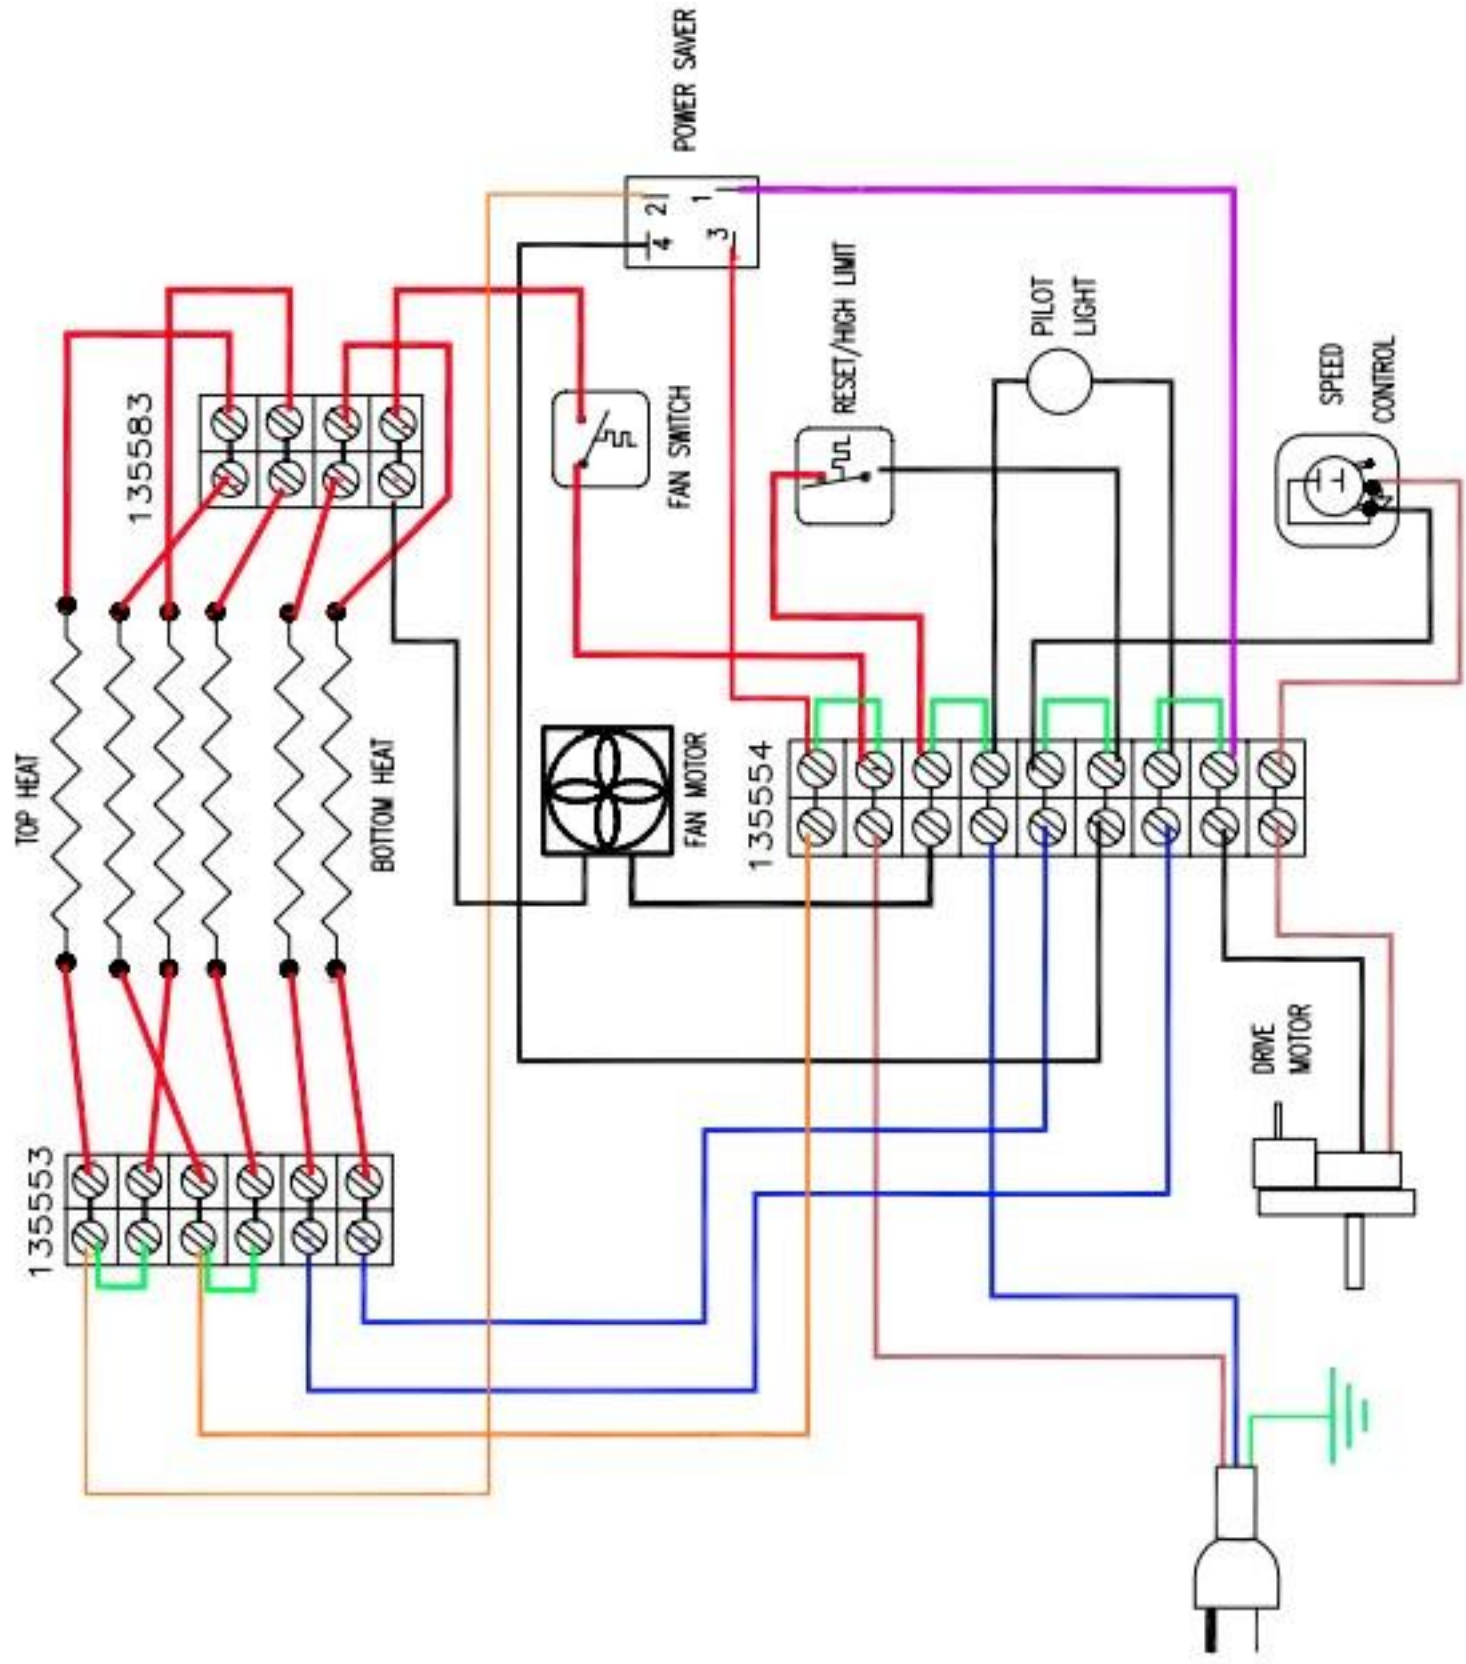 POWER SAVER
2
1
4
3
135583
FAN SWITCH
RESET/HIGH LIMIT
PILOT
LIGHT
SPEED
CONTROL
TOP HEAT
BOTTOM HEAT
FAN MOTOR
135554
DRIVE
MOTOR
135553